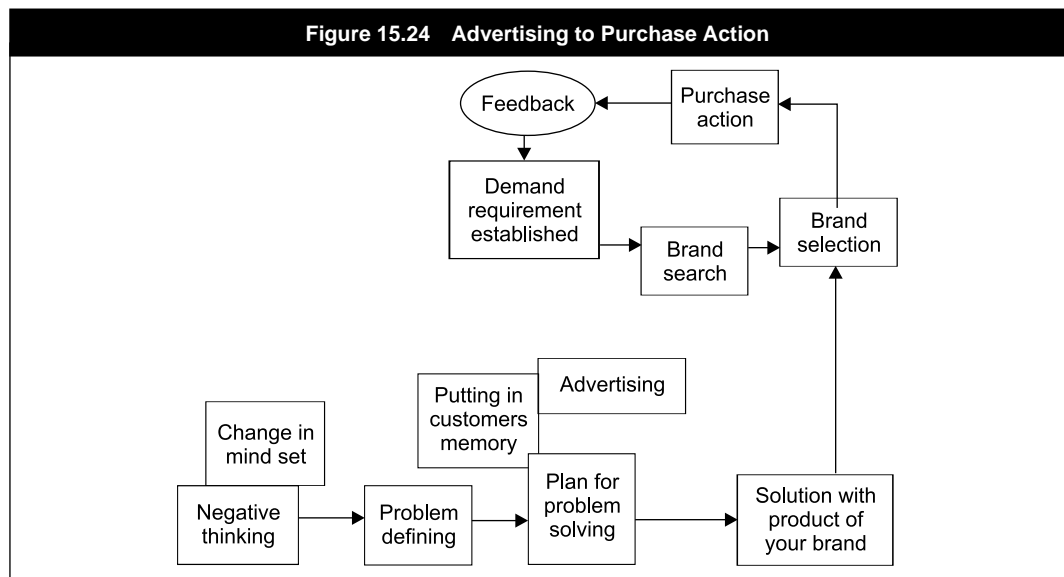 Figure 15.24 Advertising to Purchase Action
Feedback
Purchase
action
Demand
requirement
established
Brand
search
Brand
selection
Advertising
Putting in
customers
memory
Change in
mind set
Negative
thinking
Problem
defining
Plan for
problem
solving
Solution with
product of
your brand